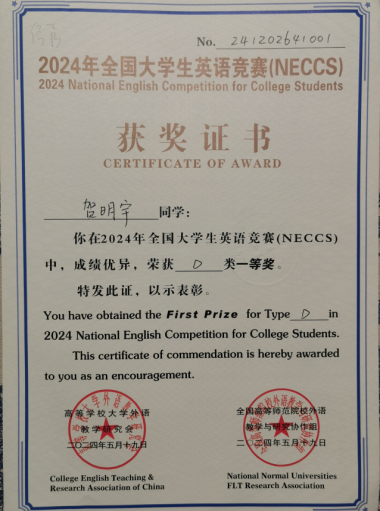 No. 241202641001
2024年全国大学生英语竞赛(NECCS)
2024 National English Competition for College Students
获奖证书
CERTIFICATE OF AWARD
贺明宇同学：
你在2024年全国大学生英语竞赛(NECCS)
中，成绩优异，荣获 D 类一等奖。
特发此证，以示表彰。
You have obtained the First Prize for Type D in
2024 National English Competition for College Students.
This certificate of commendation is hereby awarded
to you as an encouragement.
高等学校大学外语
教学研究会
二〇二四年五月十九日
College English Teaching &
Research Association of China
全国高等师范院校外语
教学与研究协作组
二〇二四年五月十九日
National Normal Universities
FLT Research Association